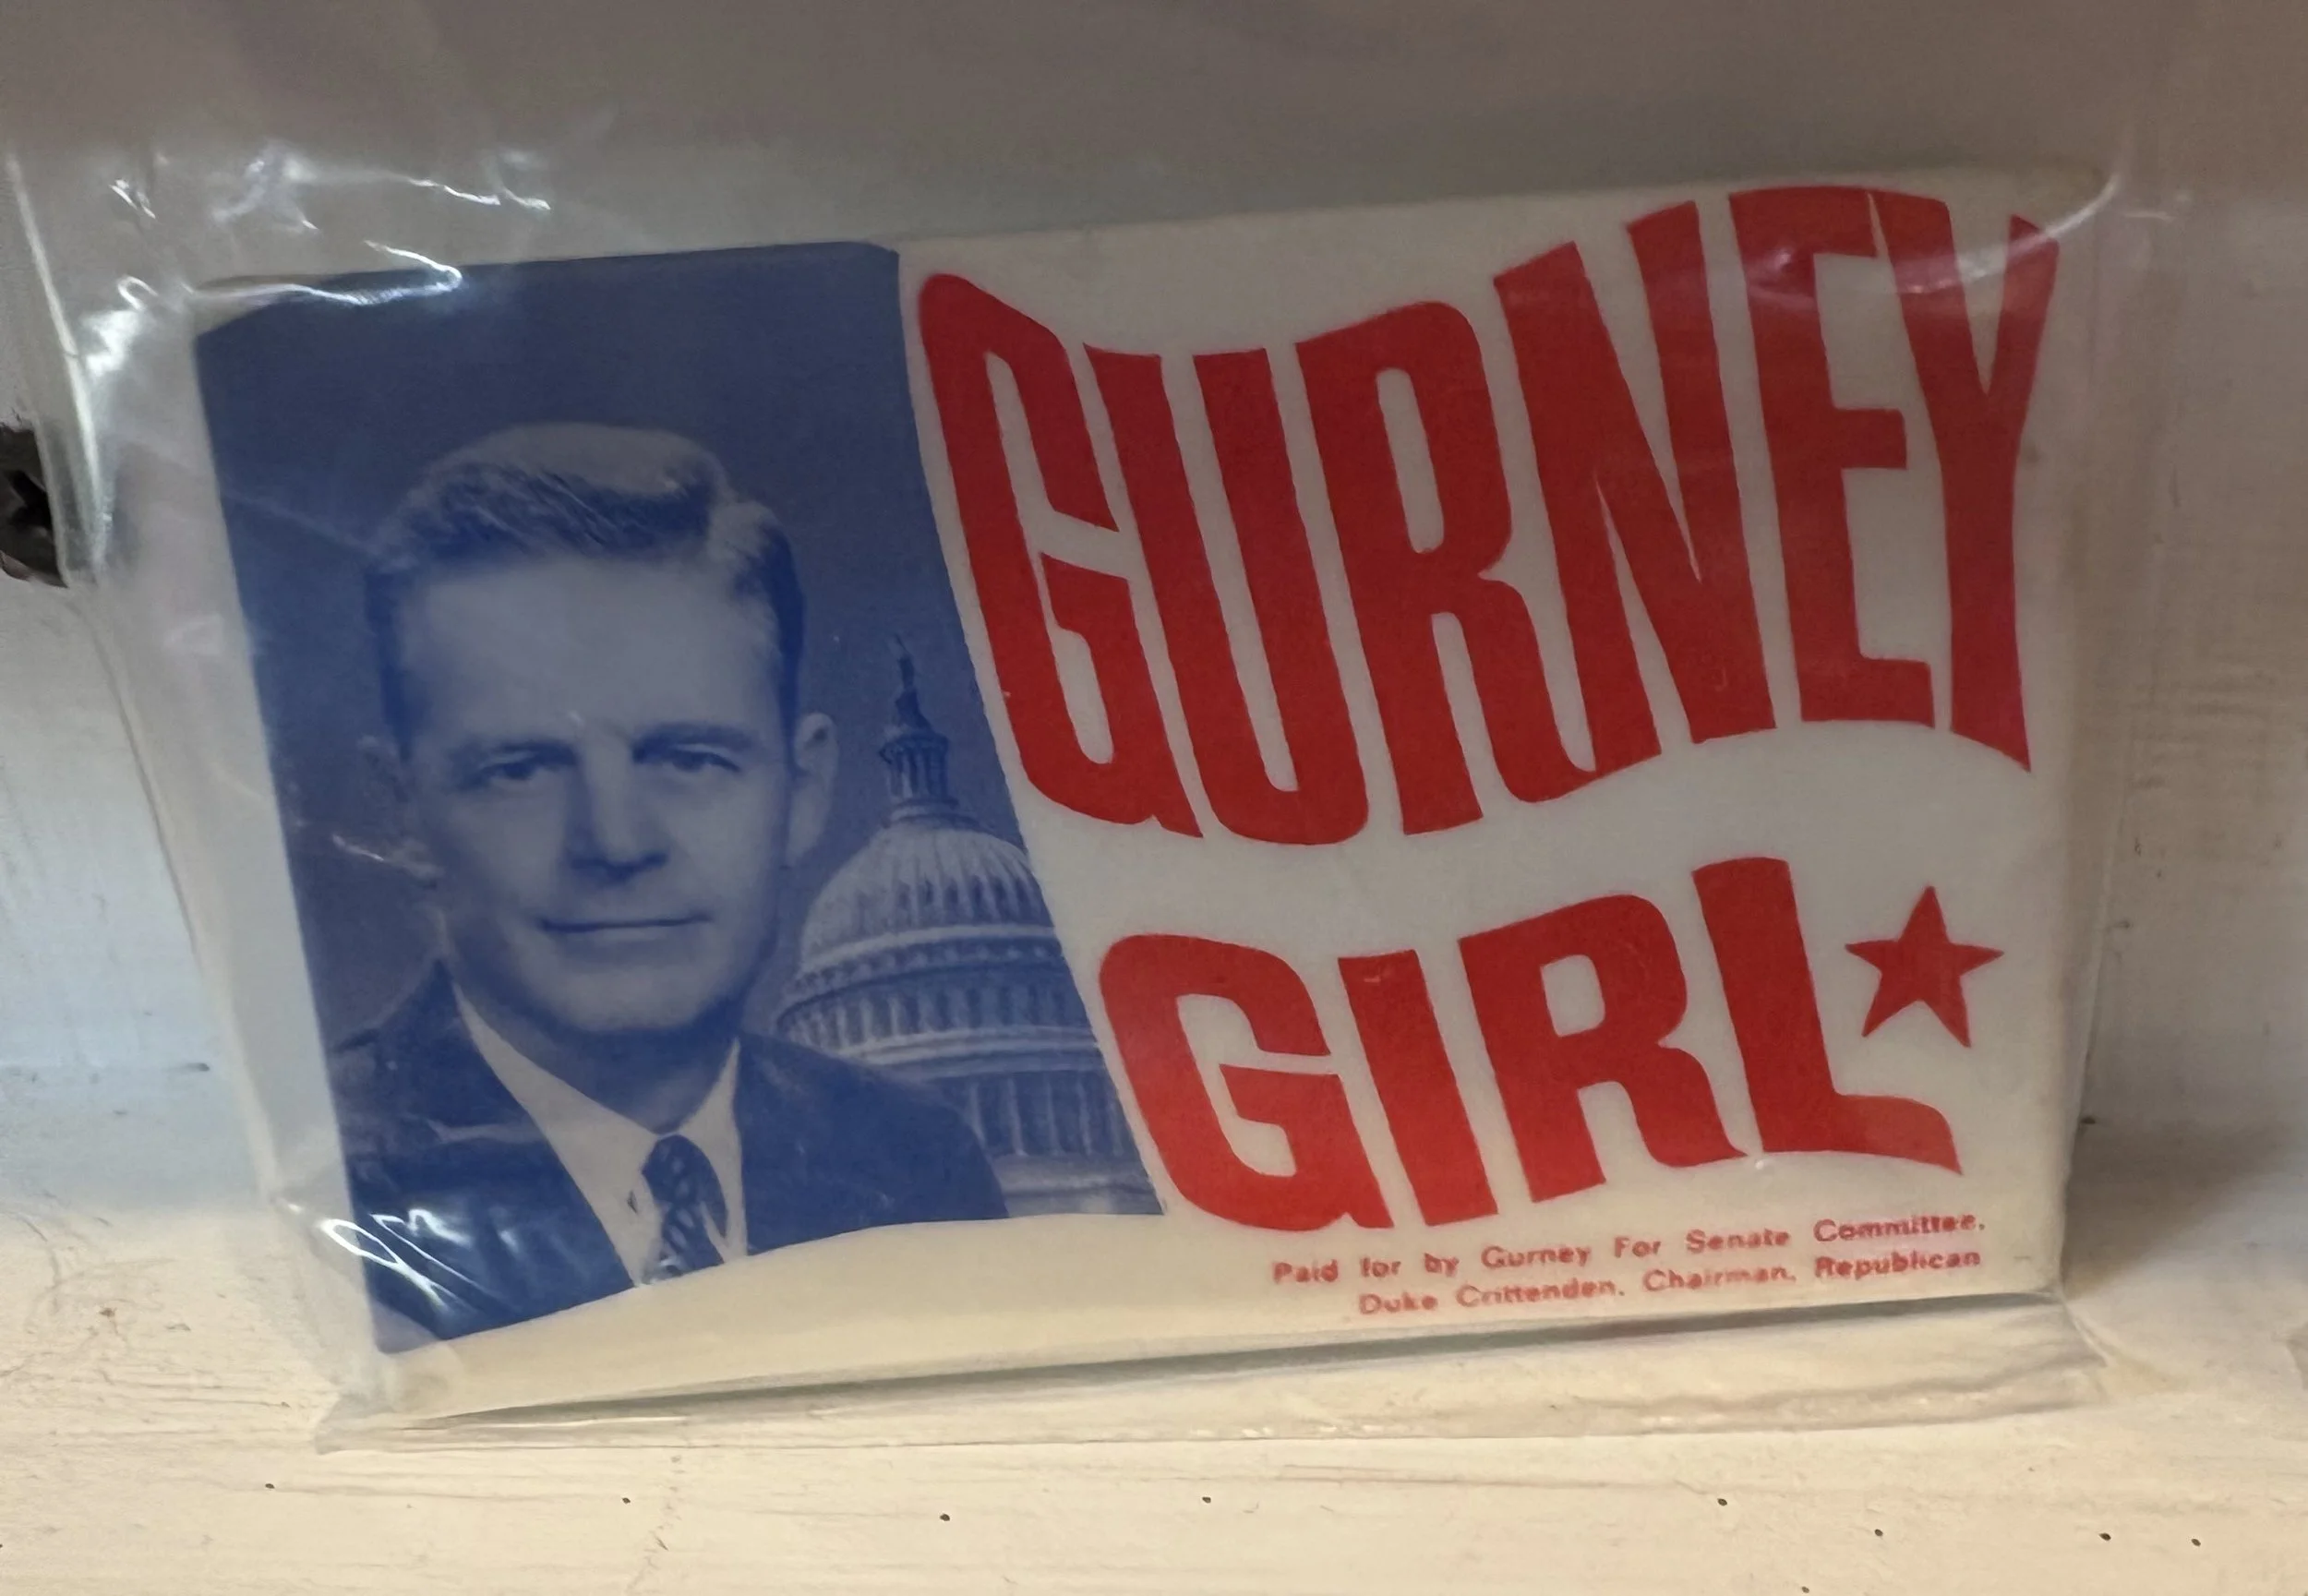 GURNEY
GIRL
Paid for by Gurney For Senate Committee,
Duke Crittenden, Chairman, Republican